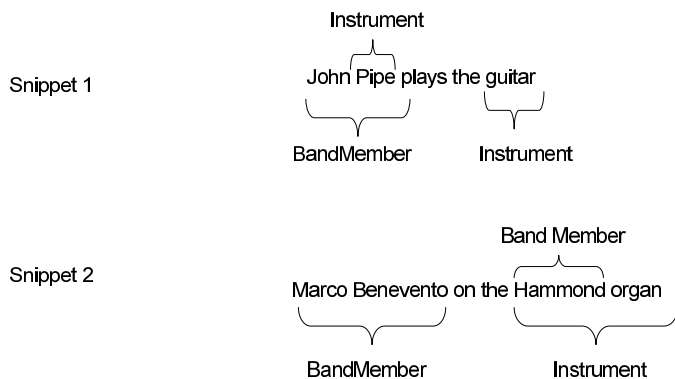 Instrument
Snippet 1
John Pipe plays the guitar
BandMember Instrument
Band Member
Snippet 2
Marco Benevento on the Hammond organ
BandMember Instrument